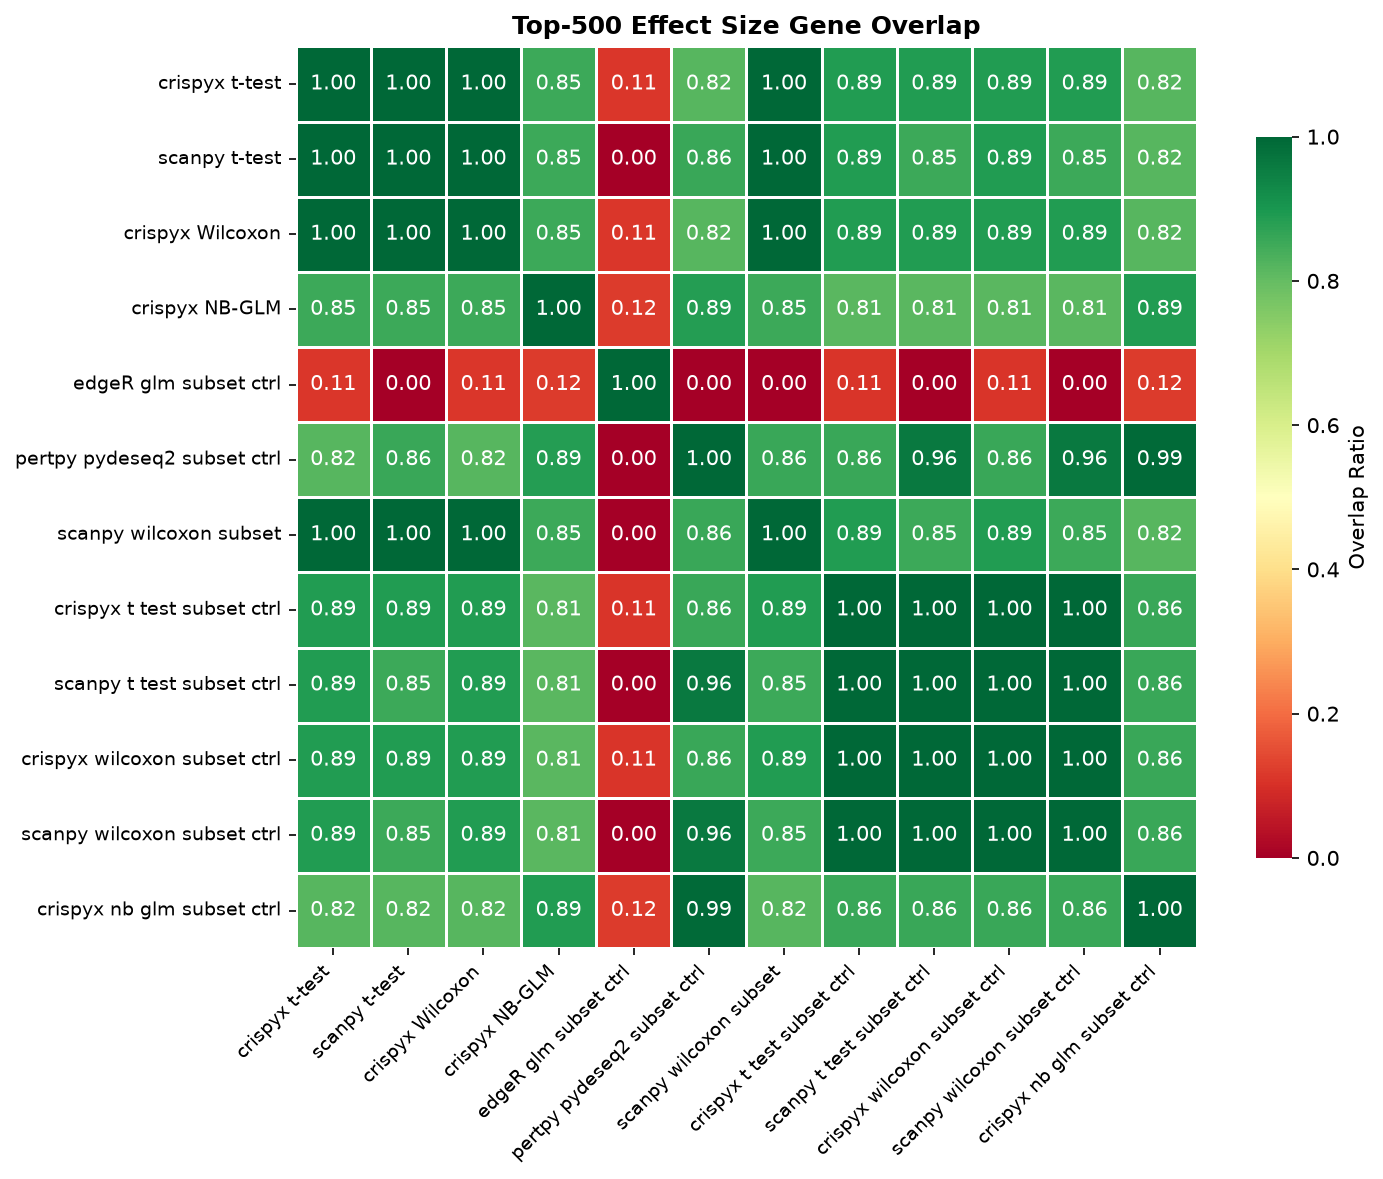 Top-500 Effect Size Gene Overlap
crispyx t-test 1.00 1.00 1.00 0.85 0.11 0.82 1.00 0.89 0.89 0.89 0.89 0.82
scanpy t-test 1.00 1.00 1.00 0.85 0.00 0.86 1.00 0.89 0.85 0.89 0.85 0.82
crispyx Wilcoxon 1.00 1.00 1.00 0.85 0.11 0.82 1.00 0.89 0.89 0.89 0.89 0.82
crispyx NB-GLM 0.85 0.85 0.85 1.00 0.12 0.89 0.85 0.81 0.81 0.81 0.81 0.89
edgeR glm subset ctrl 0.11 0.00 0.11 0.12 1.00 0.00 0.00 0.11 0.00 0.11 0.00 0.12
pertpy pydeseq2 subset ctrl 0.82 0.86 0.82 0.89 0.00 1.00 0.86 0.86 0.96 0.86 0.96 0.99
scanpy wilcoxon subset 1.00 1.00 1.00 0.85 0.00 0.86 1.00 0.89 0.85 0.89 0.85 0.82
crispyx t test subset ctrl 0.89 0.89 0.89 0.81 0.11 0.86 0.89 1.00 1.00 1.00 1.00 0.86
scanpy t test subset ctrl 0.89 0.85 0.89 0.81 0.00 0.96 0.85 1.00 1.00 1.00 1.00 0.86
crispyx wilcoxon subset ctrl 0.89 0.89 0.89 0.81 0.11 0.86 0.89 1.00 1.00 1.00 1.00 0.86
scanpy wilcoxon subset ctrl 0.89 0.85 0.89 0.81 0.00 0.96 0.85 1.00 1.00 1.00 1.00 0.86
crispyx nb glm subset ctrl 0.82 0.82 0.82 0.89 0.12 0.99 0.82 0.86 0.86 0.86 0.86 1.00
crispyx t-test
scanpy t-test
crispyx Wilcoxon
crispyx NB-GLM
edgeR glm subset ctrl
pertpy pydeseq2 subset ctrl
scanpy wilcoxon subset
crispyx t test subset ctrl
scanpy t test subset ctrl
crispyx wilcoxon subset ctrl
scanpy wilcoxon subset ctrl
crispyx nb glm subset ctrl
1.0
0.8
0.6
0.4
0.2
0.0
Overlap Ratio